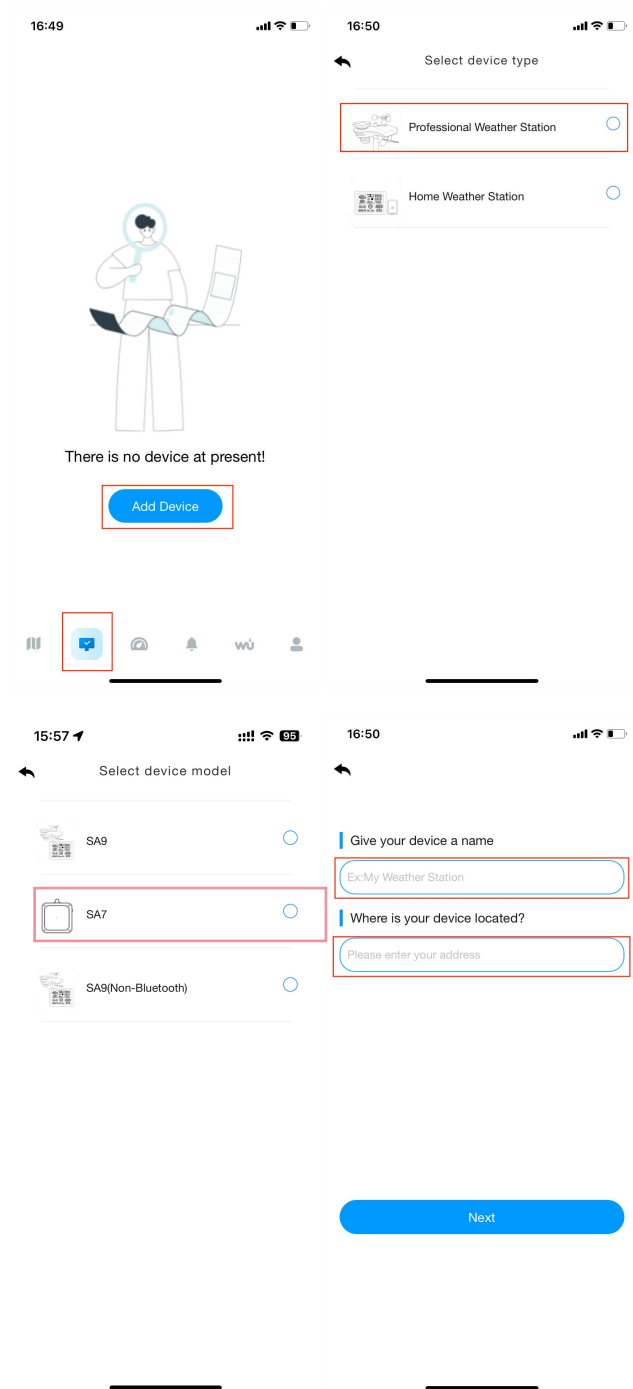 16:49
There is no device at present!
Add Device
wu
16:50
Select device type
Professional Weather Station
Home Weather Station
15:57
95
Select device model
SA9
SA7
SA9(Non-Bluetooth)
16:50
Give your device a name
Ex:My Weather Station
Where is your device located?
Please enter your address
Next